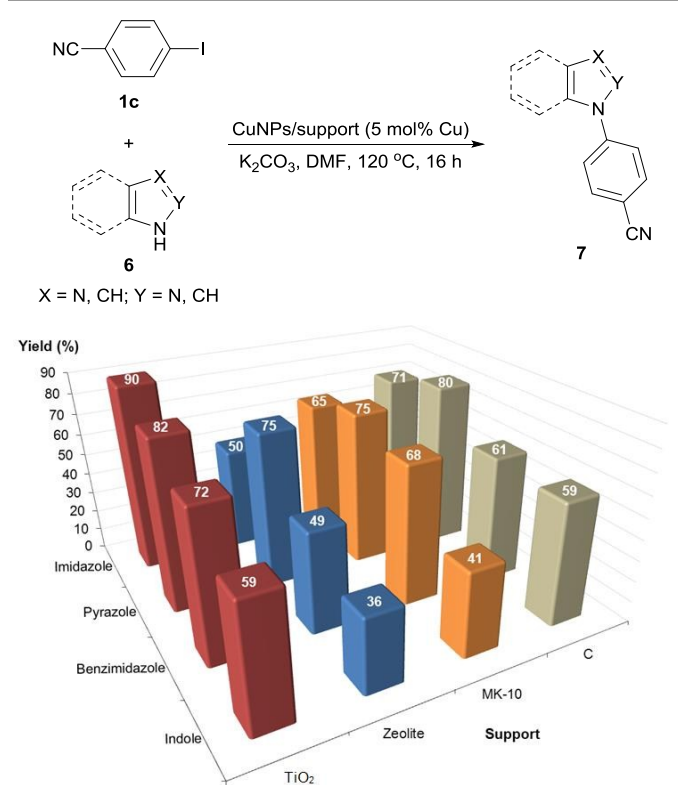 NC
I
1c
+
X
Y
N
H
6
X = N, CH; Y = N, CH
CuNPs/support (5 mol% Cu)
K₂CO₃, DMF, 120 ºC, 16 h
X
Y
N
CN
7
Yield (%)
90
80
70
60
50
40
30
20
10
0
90
82
72
59
50
75
49
36
65
75
68
41
71
80
61
59
Imidazole
Pyrazole
Benzimidazole
Indole
TiO₂
Zeolite
MK-10
C
Support